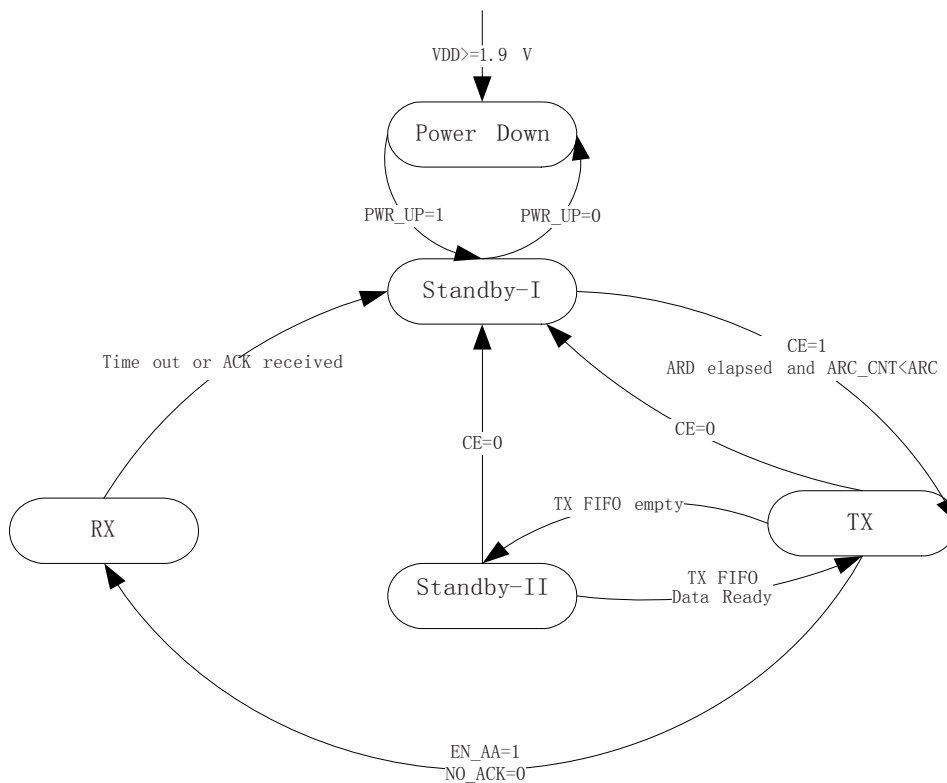 VDD>=1.9 V
Power Down
PWR_UP=1
PWR_UP=0
Standby-I
Time out or ACK received
CE=1
ARD elapsed and ARC_CNT<ARC
CE=0
CE=0
TX FIFO empty
RX
TX
Standby-II
TX FIFO
Data Ready
EN_AA=1
NO_ACK=0